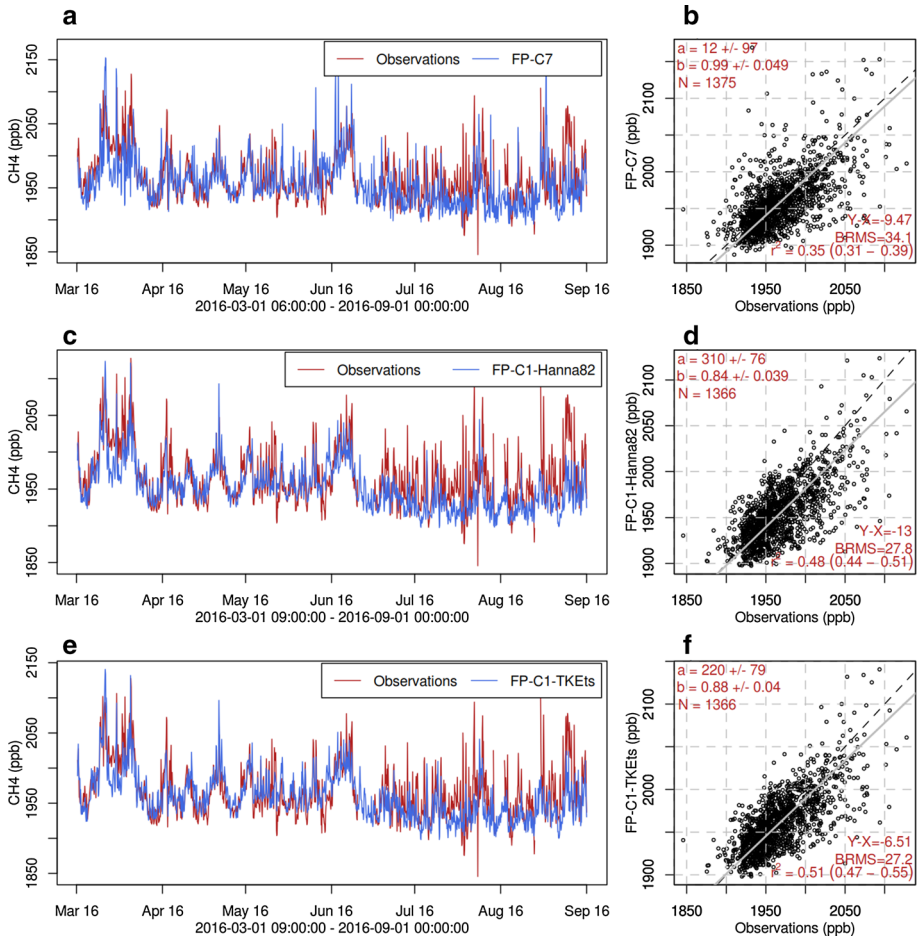 a
CH4 (ppb)
1850 1950 2050 2150
Observations FP-C7
Mar 16 Apr 16 May 16 Jun 16 Jul 16 Aug 16 Sep 16
2016-03-01 06:00:00 - 2016-09-01 00:00:00
b
FP-C7 (ppb)
1900 2000 2100
a = 12 +/- 97
b = 0.99 +/- 0.049
N = 1375
Y-X=-9.47
BRMS=34.1
r² = 0.35 (0.31 − 0.39)
1850 1950 2050
Observations (ppb)
c
CH4 (ppb)
1850 1950 2050
Observations FP-C1-Hanna82
Mar 16 Apr 16 May 16 Jun 16 Jul 16 Aug 16 Sep 16
2016-03-01 09:00:00 - 2016-09-01 00:00:00
d
FP-C1-Hanna82 (ppb)
1900 1950 2000 2050 2100
a = 310 +/- 76
b = 0.84 +/- 0.039
N = 1366
Y-X=-13
BRMS=27.8
r² = 0.48 (0.44 − 0.51)
1850 1950 2050
Observations (ppb)
e
CH4 (ppb)
1850 1950 2050 2150
Observations FP-C1-TKEts
Mar 16 Apr 16 May 16 Jun 16 Jul 16 Aug 16 Sep 16
2016-03-01 09:00:00 - 2016-09-01 00:00:00
f
FP-C1-TKEts (ppb)
1900 2000 2100
a = 220 +/- 79
b = 0.88 +/- 0.04
N = 1366
Y-X=-6.51
BRMS=27.2
r² = 0.51 (0.47 − 0.55)
1850 1950 2050
Observations (ppb)